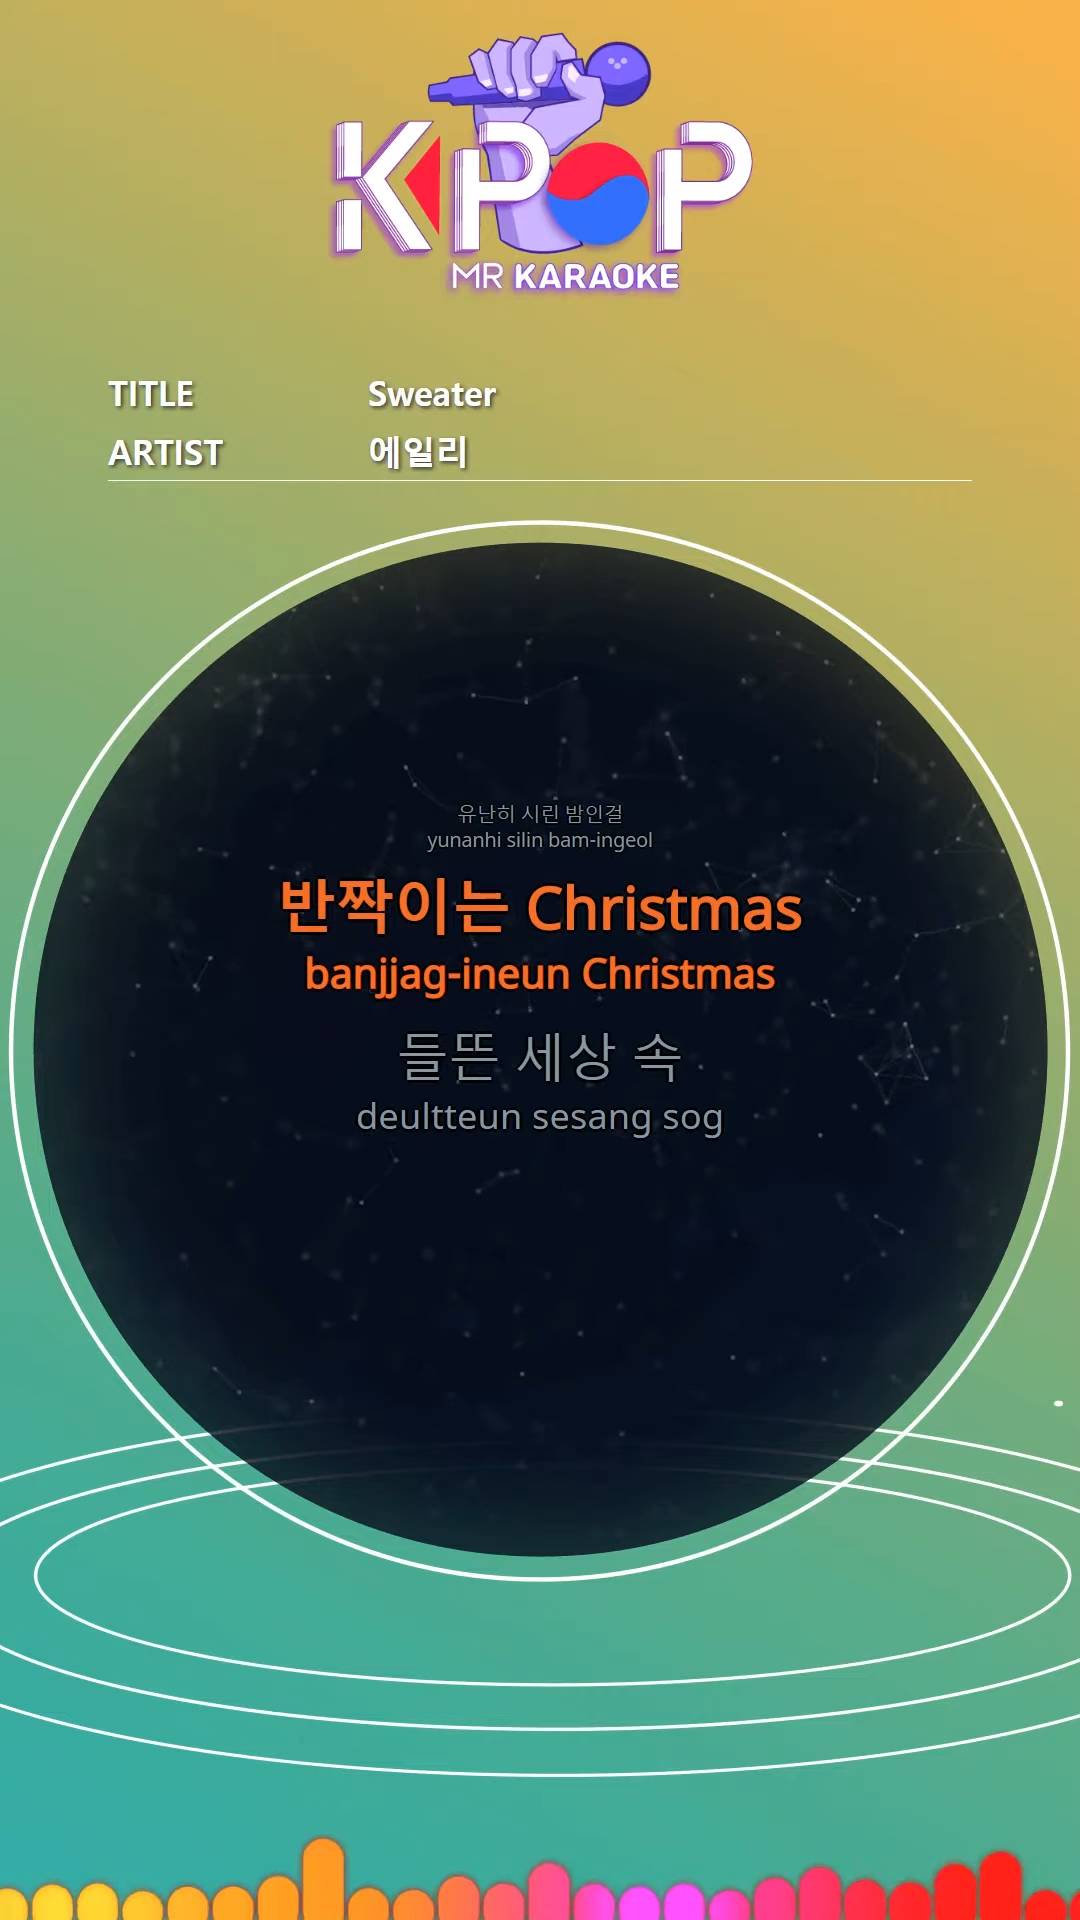 KPOP
MR KARAOKE
TITLE Sweater
ARTIST 에일리
유난히 시린 밤인걸
yunanhi silin bam-ingeol
반짝이는 Christmas
banjjag-ineun Christmas
들뜬 세상 속
deultteun sesang sog